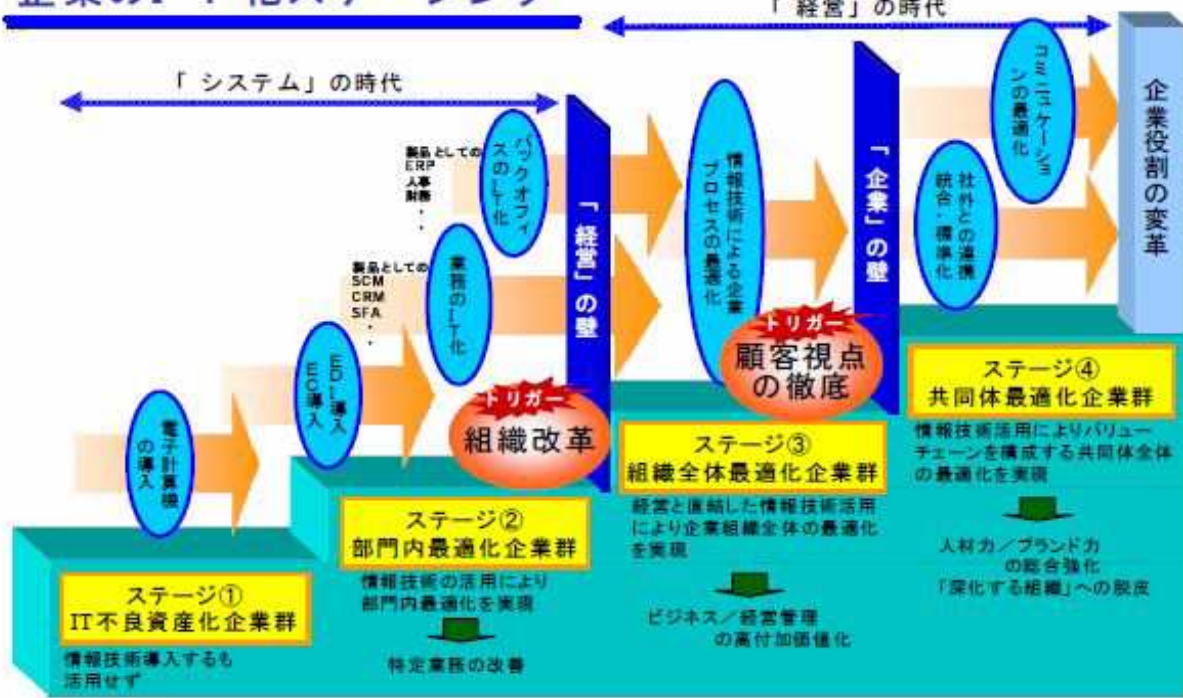 「 経営」の時代
「 システム」の時代
電子計算機
の導入
ED I 導入
EC導入
製品としての
SCM
CRM
SFA
・
・
業務のIT化
製品としての
ERP
人事
財務
・
・
バックオフィ
スのIT化
「経営」の壁
トリガー
組織改革
情報技術による企業
プロセスの最適化
「企業」の壁
トリガー
顧客視点
の徹底
社外との連携
統合・標準化
コミニュケーショ
ンの最適化
企業役割の変革
ステージ①
IT不良資産化企業群
情報技術導入するも
活用せず
ステージ②
部門内最適化企業群
情報技術の活用により
部門内最適化を実現
特定業務の改善
ステージ③
組織全体最適化企業群
経営と直結した情報技術活用
により企業組織全体の最適化
を実現
ビジネス／経営管理
の高付加価値化
ステージ④
共同体最適化企業群
情報技術活用によりバリュー
チェーンを構成する共同体全体
の最適化を実現
人材力／ブランド力
の総合強化
「深化する組織」への脱皮